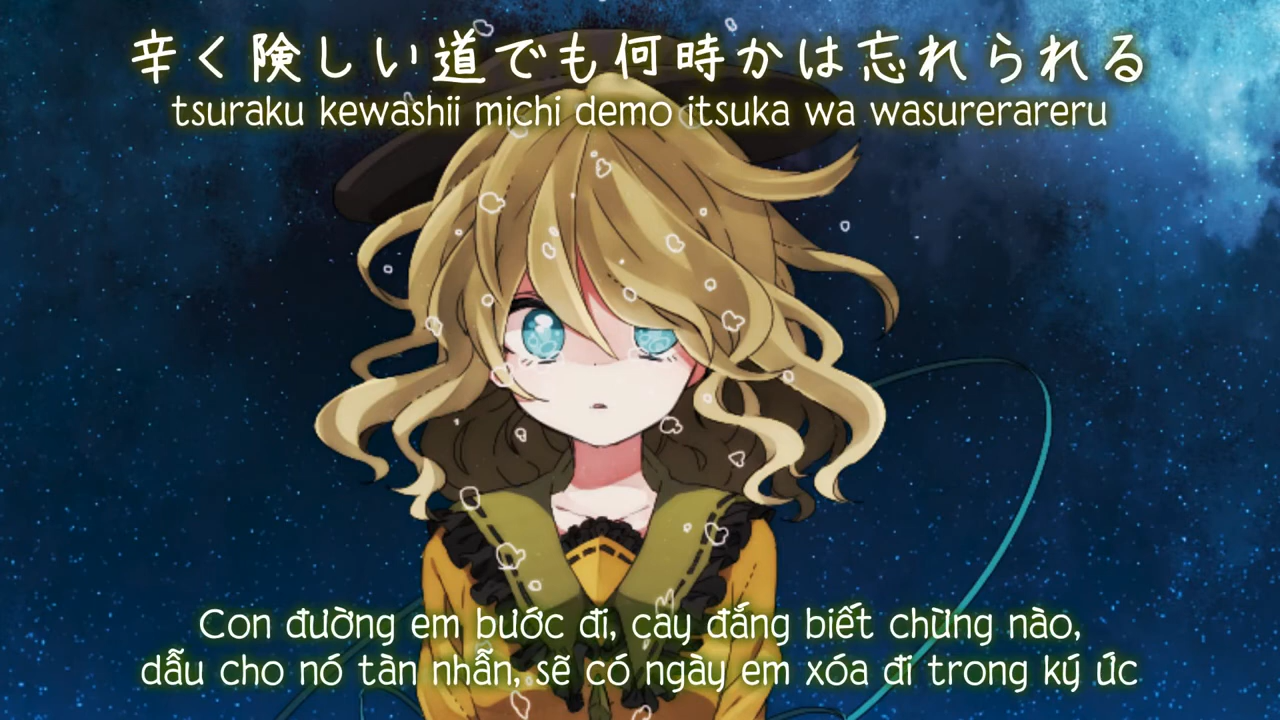 辛く険しい道でも何時かは忘れられる
tsuraku kewashii michi demo itsuka wa wasurerareru
Con đường em bước đi, cay đắng biết chừng nào,
dẫu cho nó tàn nhẫn, sẽ có ngày em xóa đi trong ký ức